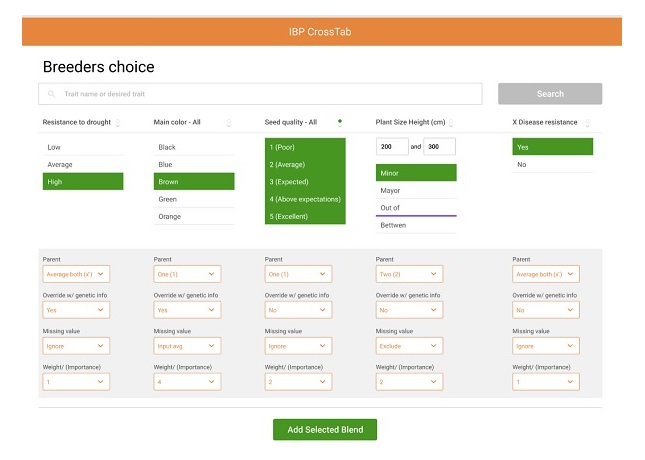 IBP CrossTab
Breeders choice
Trait name or desired trait
Search
Resistance to drought
Main color - All
Seed quality - All
Plant Size Height (cm)
X Disease resistance
Low
Average
High
Black
Blue
Brown
Green
Orange
1 (Poor)
2 (Average)
3 (Expected)
4 (Above expectations)
5 (Excellent)
200 and 300
Minor
Mayor
Out of
Bettwen
Yes
No
Parent Parent Parent Parent Parent
Average both (x̄) One (1) One (1) Two (2) Average both (x̄)
Override w/ genetic info Override w/ genetic info Override w/ genetic info Override w/ genetic info Override w/ genetic info
Yes Yes No No No
Missing value Missing value Missing value Missing value Missing value
Ignore Input avg Ignore Exclude Ignore
Weight/ (Importance) Weight/ (Importance) Weight/ (Importance) Weight/ (Importance) Weight/ (Importance)
1 4 2 2 1
Add Selected Blend